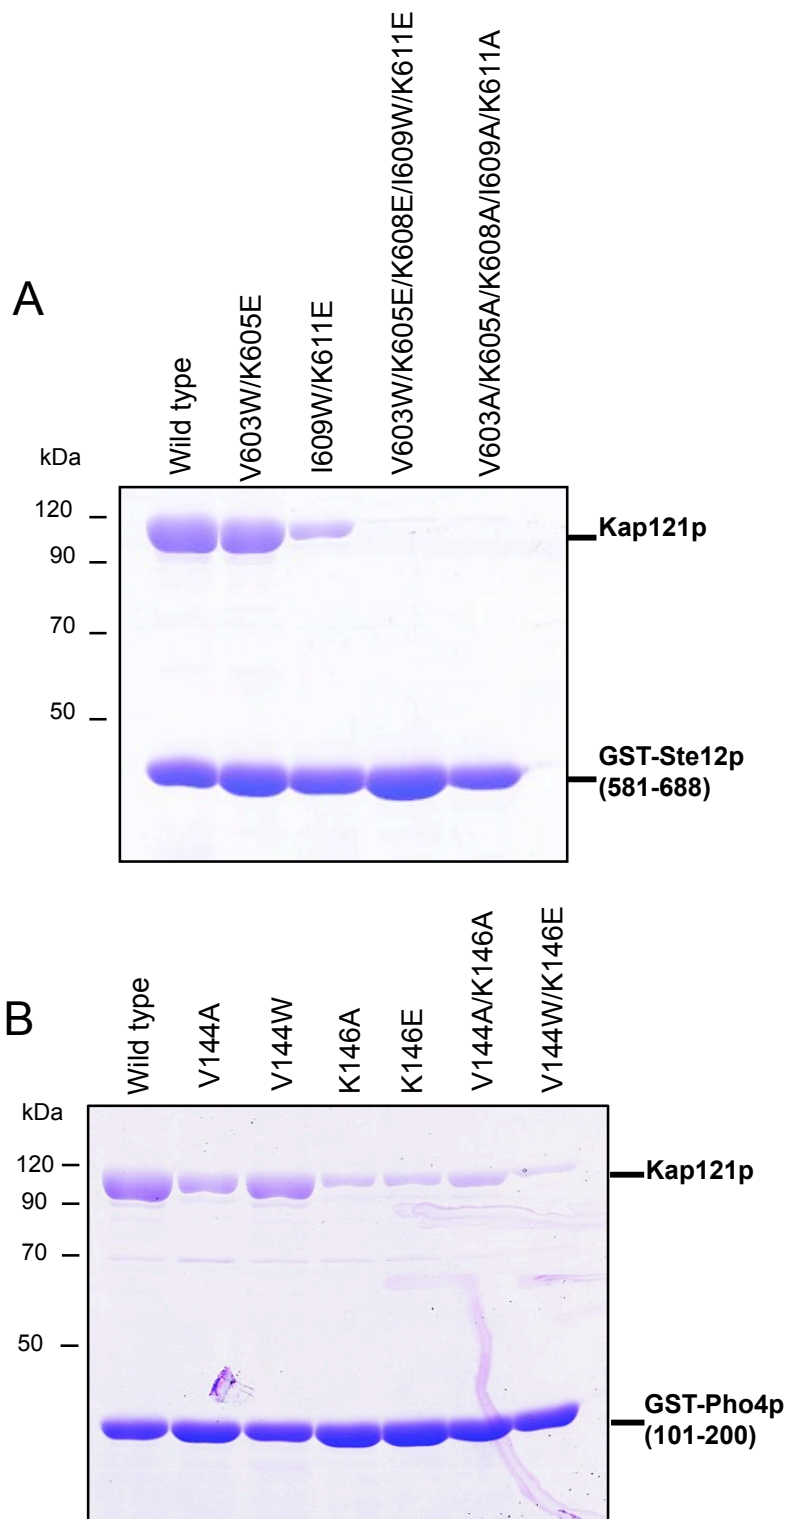 A
Wild type
V603W/K605E
I609W/K611E
V603W/K605E/K608E/I609W/K611E
V603A/K605A/K608A/I609A/K611A
kDa
120
90
70
50
Kap121p
GST-Ste12p
(581-688)
B
Wild type
V144A
V144W
K146A
K146E
V144A/K146A
V144W/K146E
kDa
120
90
70
50
Kap121p
GST-Pho4p
(101-200)